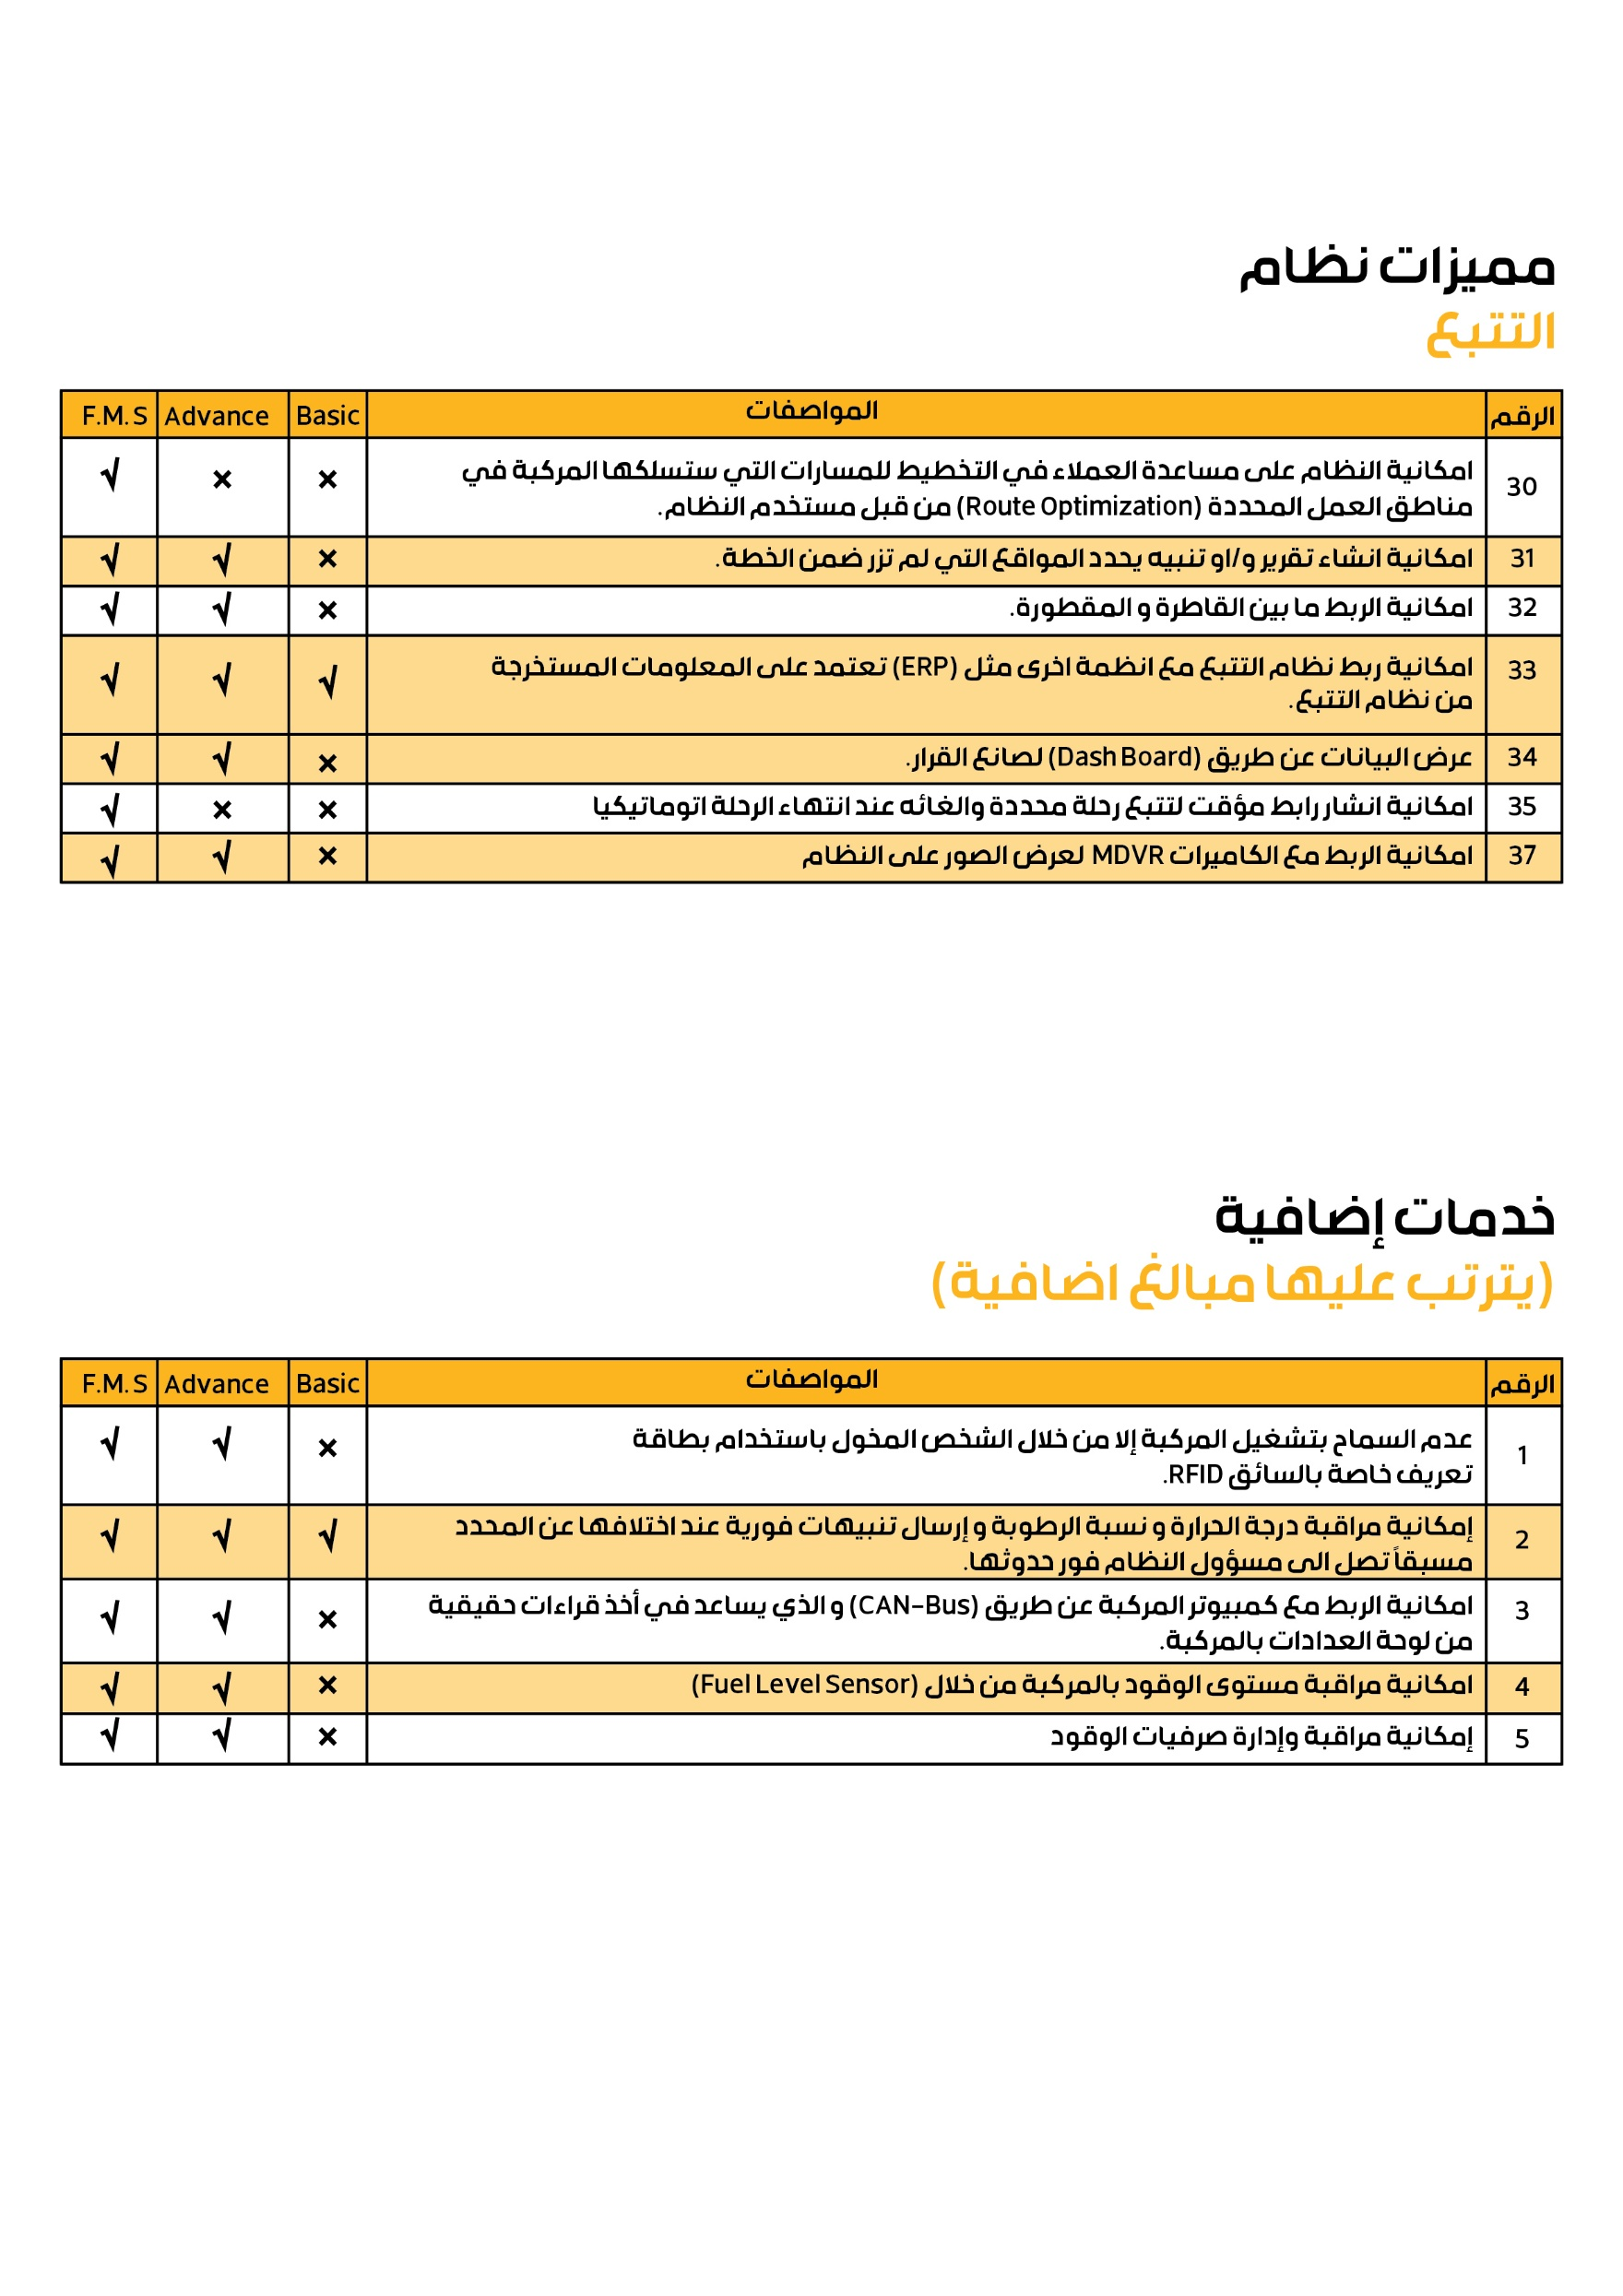 مميزات نظام
التتبع
الرقم المواصفات Basic Advance F.M.S
30 امكانية النظام على مساعدة العملاء في التخطيط للمسارات التي ستسلكها المركبة في × × √
مناطق العمل المحددة (Route Optimization) من قبل مستخدم النظام.
31 امكانية انشاء تقرير و/او تنبيه يحدد المواقع التي لم تزر ضمن الخطة. × √ √
32 امكانية الربط ما بين القاطرة و المقطورة. × √ √
33 امكانية ربط نظام التتبع مع انظمة اخرى مثل (ERP) تعتمد على المعلومات المستخرجة √ √ √
من نظام التتبع.
34 عرض البيانات عن طريق (Dash Board) لصانع القرار. × √ √
35 امكانية انشار رابط مؤقت لتتبع رحلة محددة والغائه عند انتهاء الرحلة اتوماتيكيا × × √
37 امكانية الربط مع الكاميرات MDVR لعرض الصور على النظام × √ √
خدمات إضافية
(يترتب عليها مبالغ اضافية)
الرقم المواصفات Basic Advance F.M.S
1 عدم السماح بتشغيل المركبة إلا من خلال الشخص المخول باستخدام بطاقة × √ √
تعريف خاصة بالسائق RFID.
2 إمكانية مراقبة درجة الحرارة و نسبة الرطوبة و إرسال تنبيهات فورية عند اختلافها عن المحدد √ √ √
مسبقاً تصل الى مسؤول النظام فور حدوثها.
3 امكانية الربط مع كمبيوتر المركبة عن طريق (CAN-Bus) و الذي يساعد في أخذ قراءات حقيقية × √ √
من لوحة العدادات بالمركبة.
4 امكانية مراقبة مستوى الوقود بالمركبة من خلال (Fuel Level Sensor) × √ √
5 إمكانية مراقبة وإدارة صرفيات الوقود × √ √